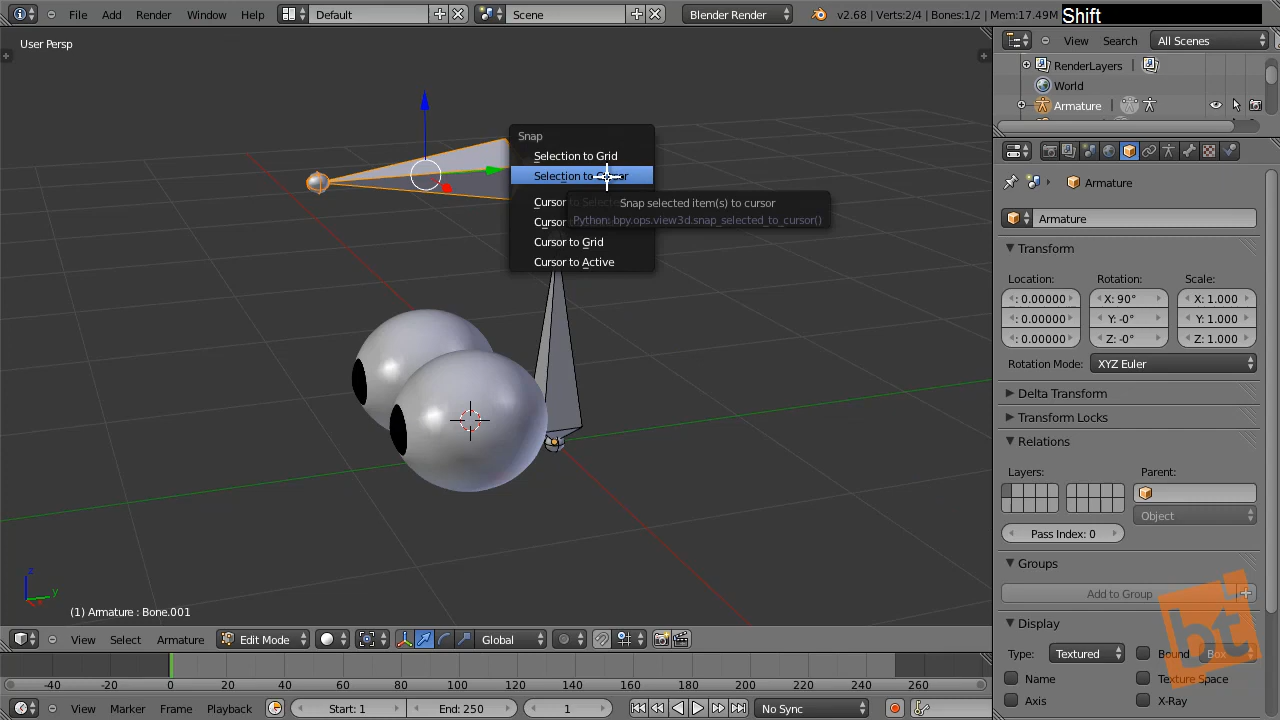 File Add Render Window Help Default Scene Blender Render v2.68 | Verts:2/4 | Bones:1/2 | Mem:17.49M Shift
User Persp
View Search All Scenes
RenderLayers
World
Armature
Snap
Selection to Grid
Selection to Cursor
Cursor to Selected
Snap selected item(s) to cursor
Cursor
Python: bpy.ops.view3d.snap_selected_to_cursor()
Cursor to Grid
Cursor to Active
Armature
Armature
Transform
Location: Rotation: Scale:
: 0.00000 X: 90° X: 1.000
: 0.00000 Y: -0° Y: 1.000
: 0.00000 Z: -0° Z: 1.000
Rotation Mode: XYZ Euler
Delta Transform
Transform Locks
Relations
Layers: Parent:
Object
Pass Index: 0
Groups
Add to Group
Display
Type: Textured Bound Box
Name Texture Space
Axis X-Ray
bt
z
y
(1) Armature : Bone.001
View Select Armature Edit Mode Global
-40 -20 0 20 40 60 80 100 120 140 160 180 200 220 240 260
View Marker Frame Playback Start: 1 End: 250 1 No Sync